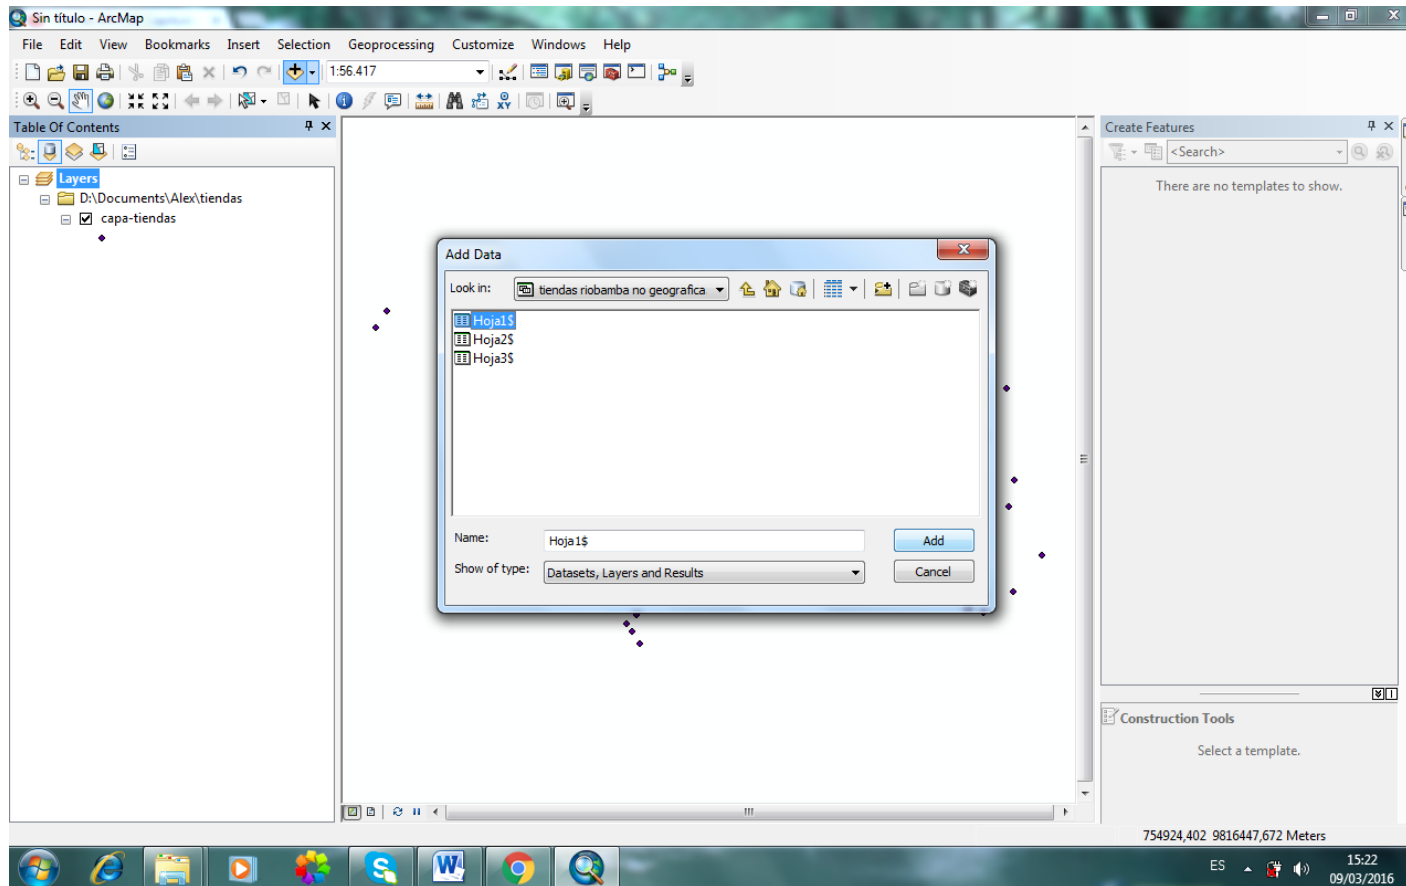 Sin título - ArcMap
File Edit View Bookmarks Insert Selection Geoprocessing Customize Windows Help
1:56.417
Table Of Contents
Layers
D:\Documents\Alex\tiendas
capa-tiendas
Add Data
Look in: tiendas riobamba no geografica
Hoja1$
Hoja2$
Hoja3$
Name: Hoja1$
Add
Show of type: Datasets, Layers and Results
Cancel
Create Features
<Search>
There are no templates to show.
Construction Tools
Select a template.
754924,402 9816447,672 Meters
ES
15:22
09/03/2016